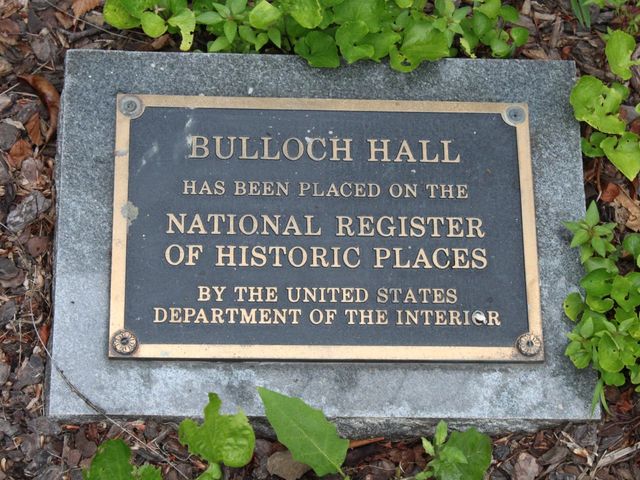 BULLOCH HALL
HAS BEEN PLACED ON THE
NATIONAL REGISTER
OF HISTORIC PLACES
BY THE UNITED STATES
DEPARTMENT OF THE INTERIOR